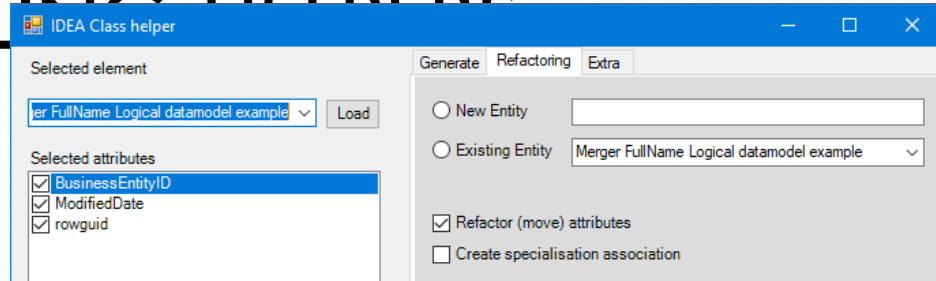 IDEA Class helper
Selected element
er FullName Logical datamodel example
Load
Selected attributes
BusinessEntityID
ModifiedDate
rowguid
Generate Refactoring Extra
New Entity
Existing Entity Merger FullName Logical datamodel example
Refactor (move) attributes
Create specialisation association